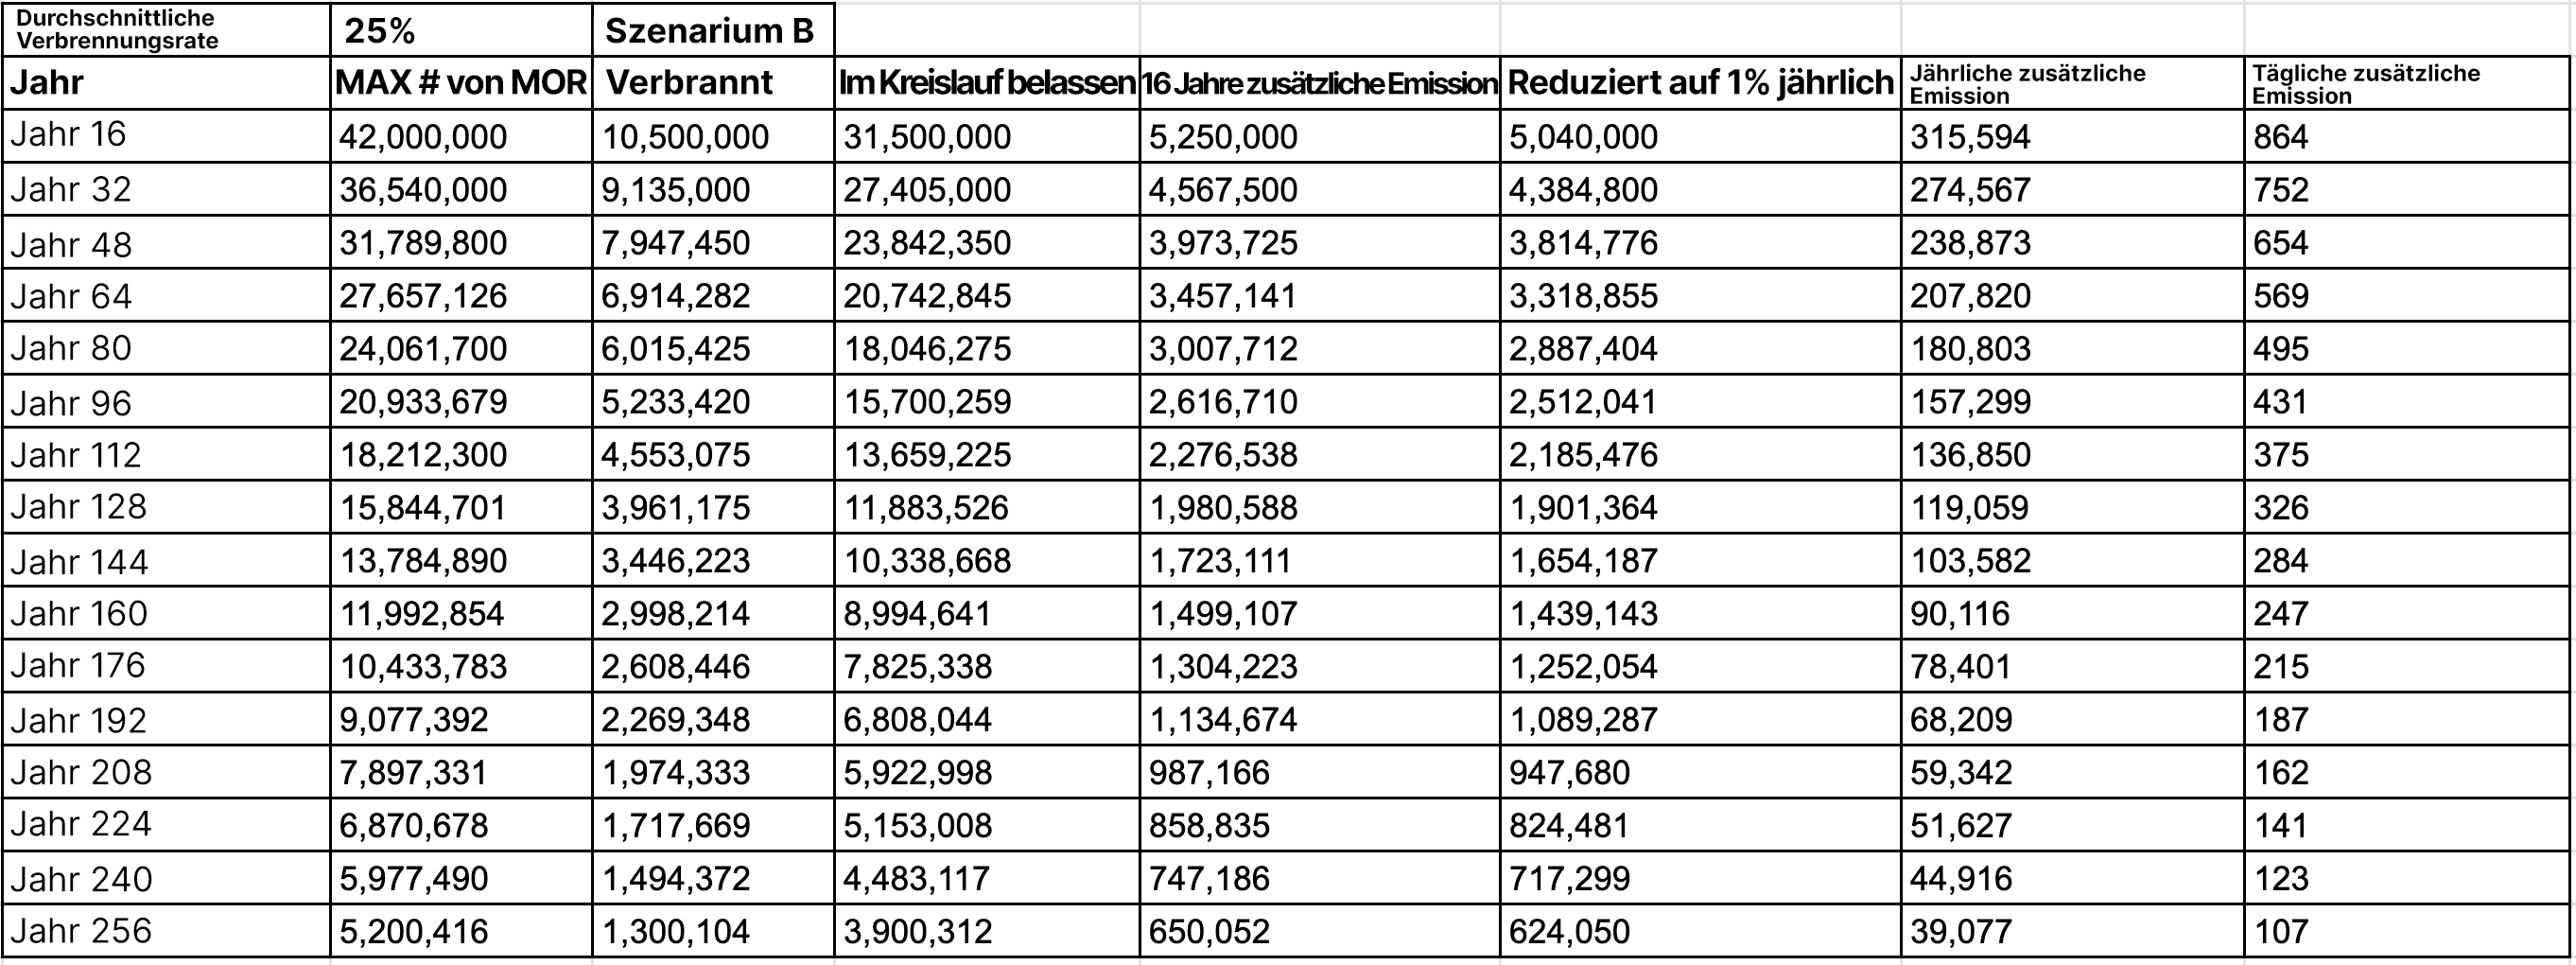 Durchschnittliche
Verbrennungsrate 25% Szenarium B
Jahr MAX # von MOR Verbrannt Im Kreislauf belassen 16 Jahre zusätzliche Emission Reduziert auf 1% jährlich Jährliche zusätzliche Emission Tägliche zusätzliche Emission
Jahr 16 42,000,000 10,500,000 31,500,000 5,250,000 5,040,000 315,594 864
Jahr 32 36,540,000 9,135,000 27,405,000 4,567,500 4,384,800 274,567 752
Jahr 48 31,789,800 7,947,450 23,842,350 3,973,725 3,814,776 238,873 654
Jahr 64 27,657,126 6,914,282 20,742,845 3,457,141 3,318,855 207,820 569
Jahr 80 24,061,700 6,015,425 18,046,275 3,007,712 2,887,404 180,803 495
Jahr 96 20,933,679 5,233,420 15,700,259 2,616,710 2,512,041 157,299 431
Jahr 112 18,212,300 4,553,075 13,659,225 2,276,538 2,185,476 136,850 375
Jahr 128 15,844,701 3,961,175 11,883,526 1,980,588 1,901,364 119,059 326
Jahr 144 13,784,890 3,446,223 10,338,668 1,723,111 1,654,187 103,582 284
Jahr 160 11,992,854 2,998,214 8,994,641 1,499,107 1,439,143 90,116 247
Jahr 176 10,433,783 2,608,446 7,825,338 1,304,223 1,252,054 78,401 215
Jahr 192 9,077,392 2,269,348 6,808,044 1,134,674 1,089,287 68,209 187
Jahr 208 7,897,331 1,974,333 5,922,998 987,166 947,680 59,342 162
Jahr 224 6,870,678 1,717,669 5,153,008 858,835 824,481 51,627 141
Jahr 240 5,977,490 1,494,372 4,483,117 747,186 717,299 44,916 123
Jahr 256 5,200,416 1,300,104 3,900,312 650,052 624,050 39,077 107